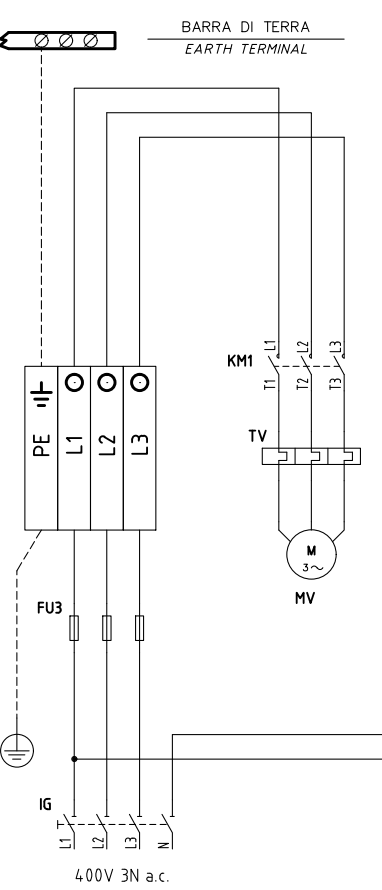 BARRA DI TERRA
EARTH TERMINAL
KM1
L1 L2 L3
T1 T2 T3
PE L1 L2 L3
TV
M
3~
MV
FU3
IG
L1 L2 L3 N
400V 3N a.c.